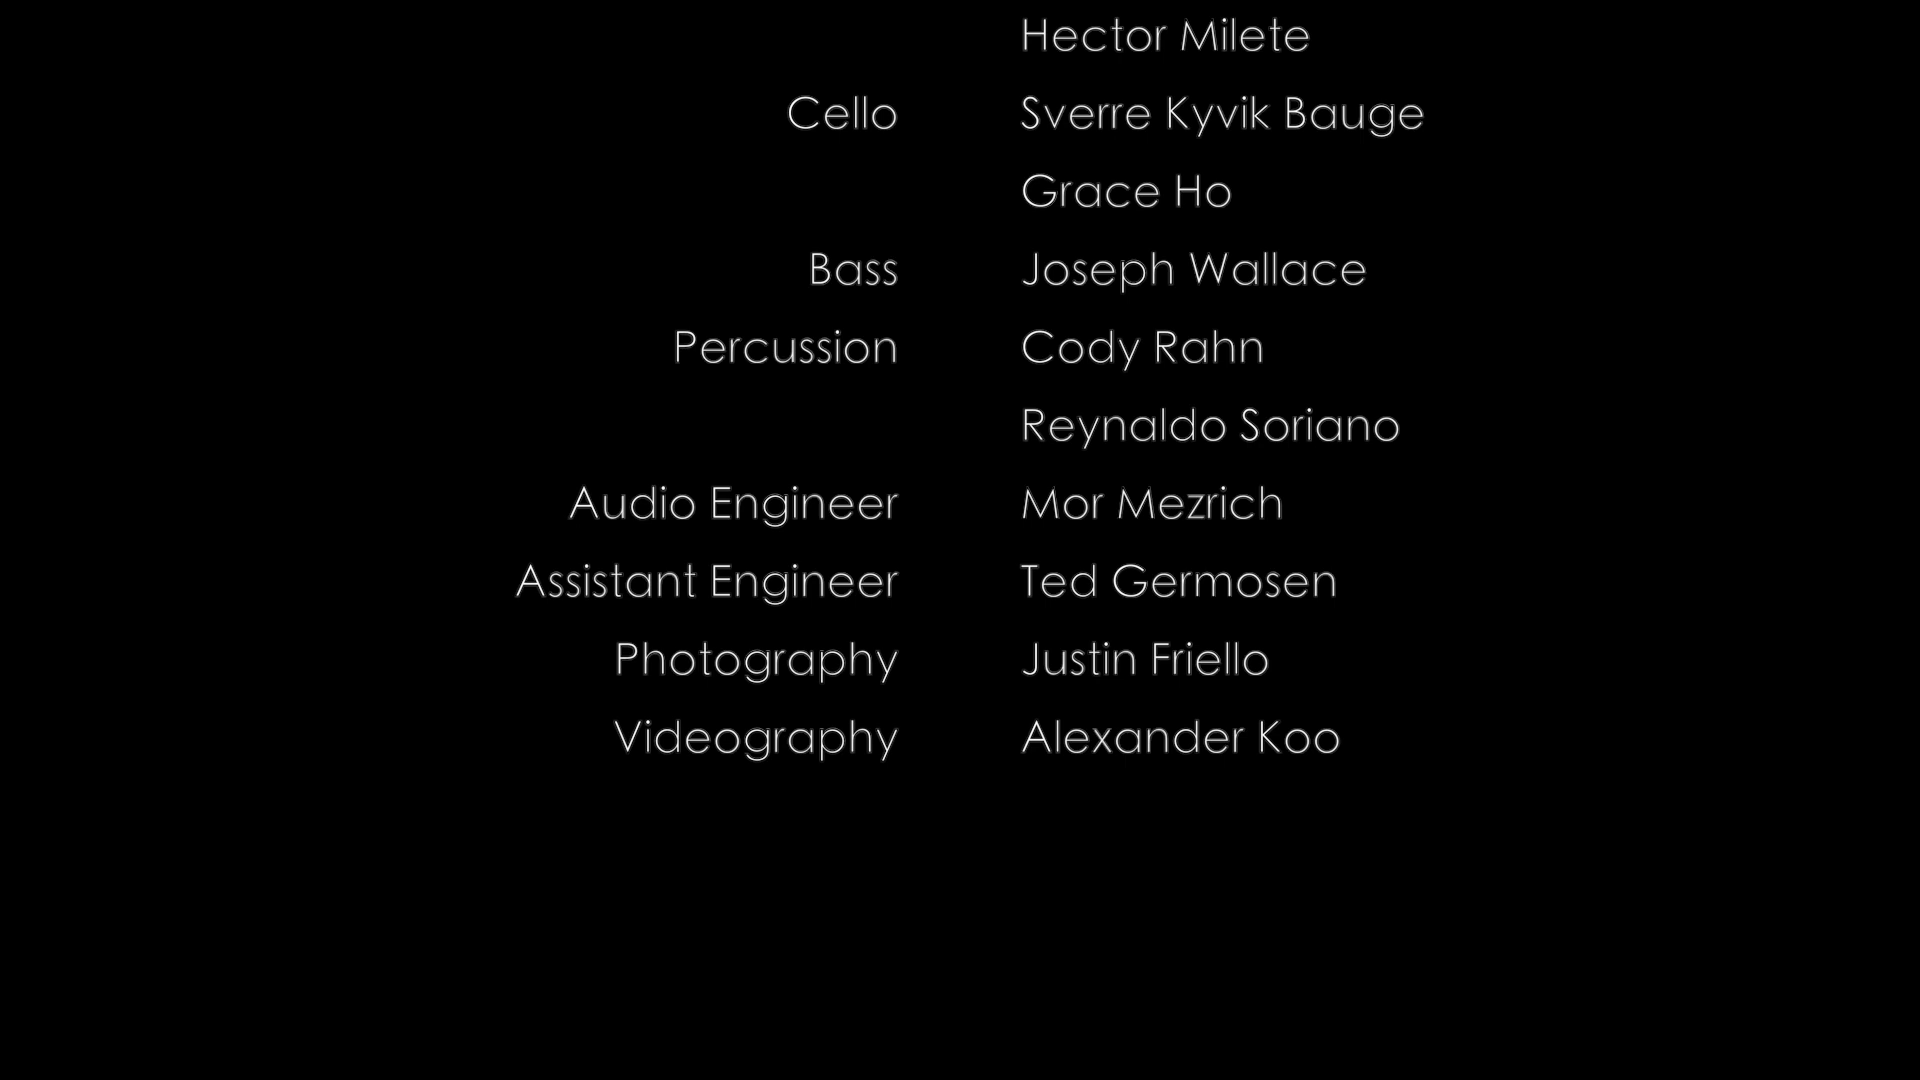 Hector Milete
Cello Sverre Kyvik Bauge
Grace Ho
Bass Joseph Wallace
Percussion Cody Rahn
Reynaldo Soriano
Audio Engineer Mor Mezrich
Assistant Engineer Ted Germosen
Photography Justin Friello
Videography Alexander Koo